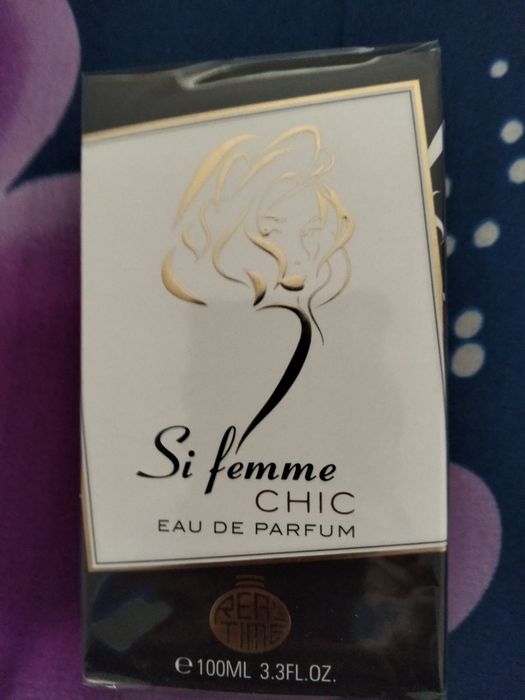 Si femme
CHIC
EAU DE PARFUM
REAL
TIME
℮100ML 3.3FL.OZ.